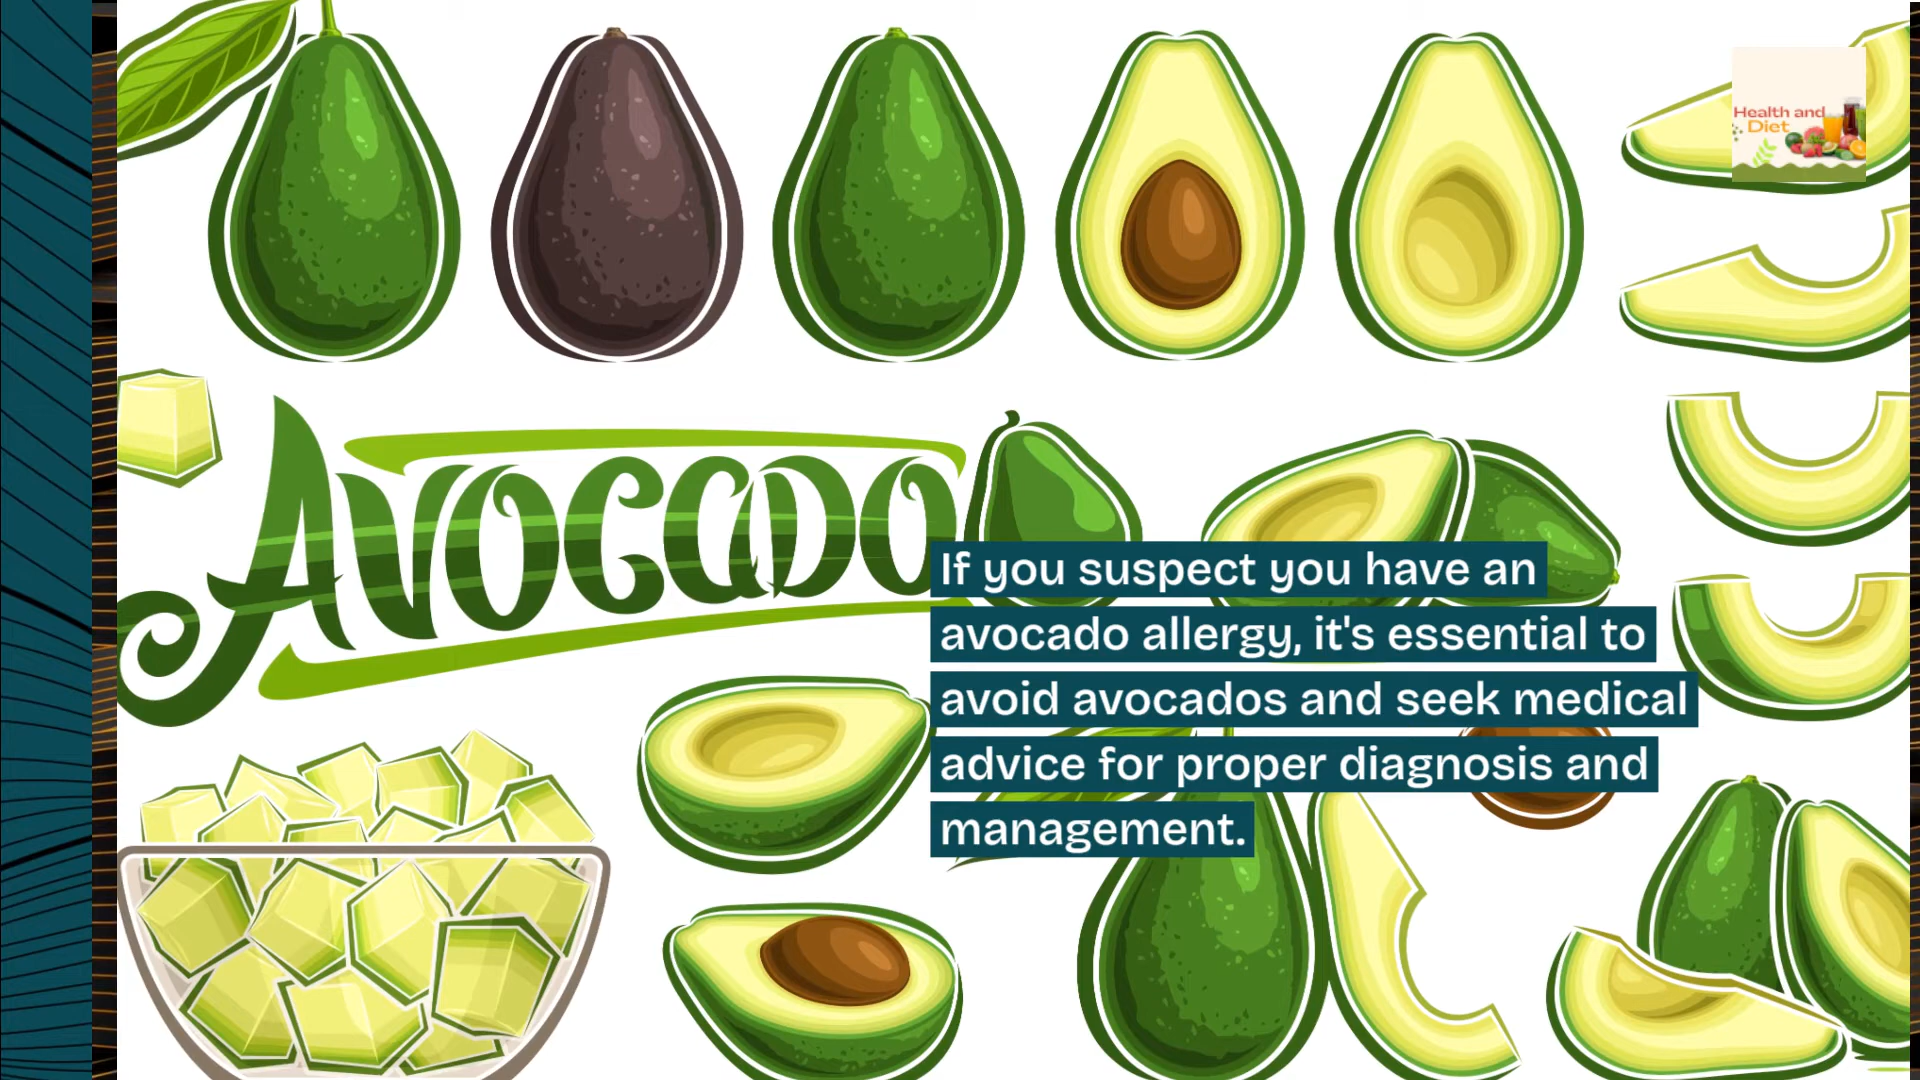 Health and
Diet
AVOCADO
If you suspect you have an
avocado allergy, it's essential to
avoid avocados and seek medical
advice for proper diagnosis and
management.